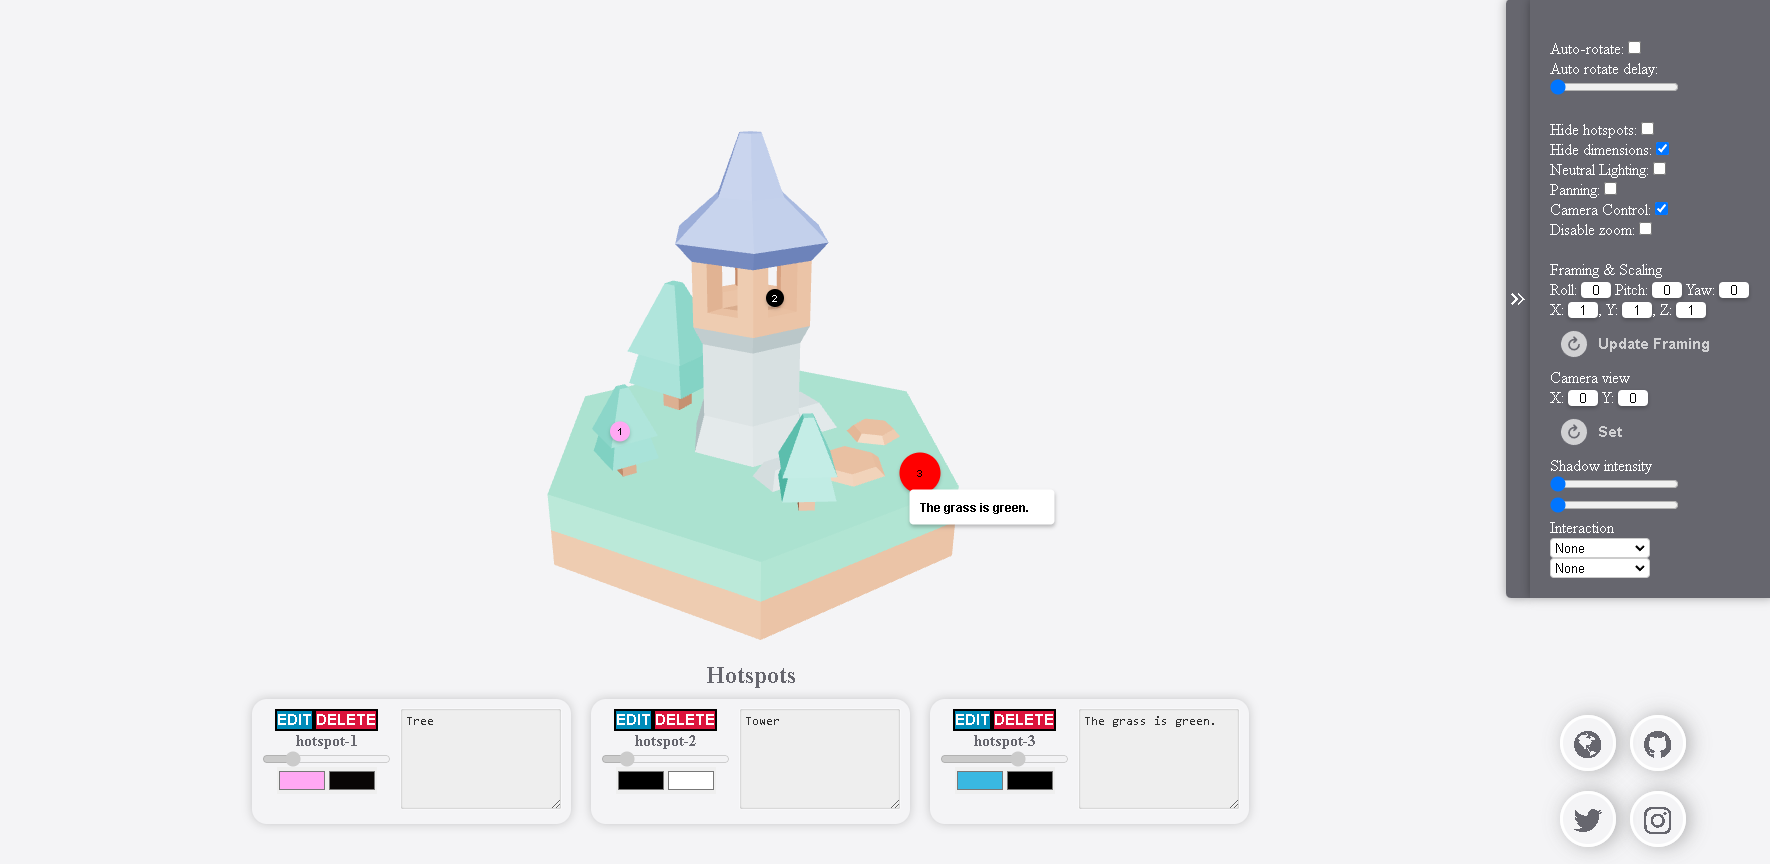 Auto-rotate:
Auto rotate delay:
Hide hotspots:
Hide dimensions:
Neutral Lighting:
Panning:
Camera Control:
Disable zoom:
Framing & Scaling
Roll: 0 Pitch: 0 Yaw: 0
X: 1, Y: 1, Z: 1
Update Framing
Camera view
X: 0 Y: 0
Set
Shadow intensity
Interaction
None
None
2
1
3
The grass is green.
Hotspots
EDIT DELETE
hotspot-1
Tree
EDIT DELETE
hotspot-2
Tower
EDIT DELETE
hotspot-3
The grass is green.